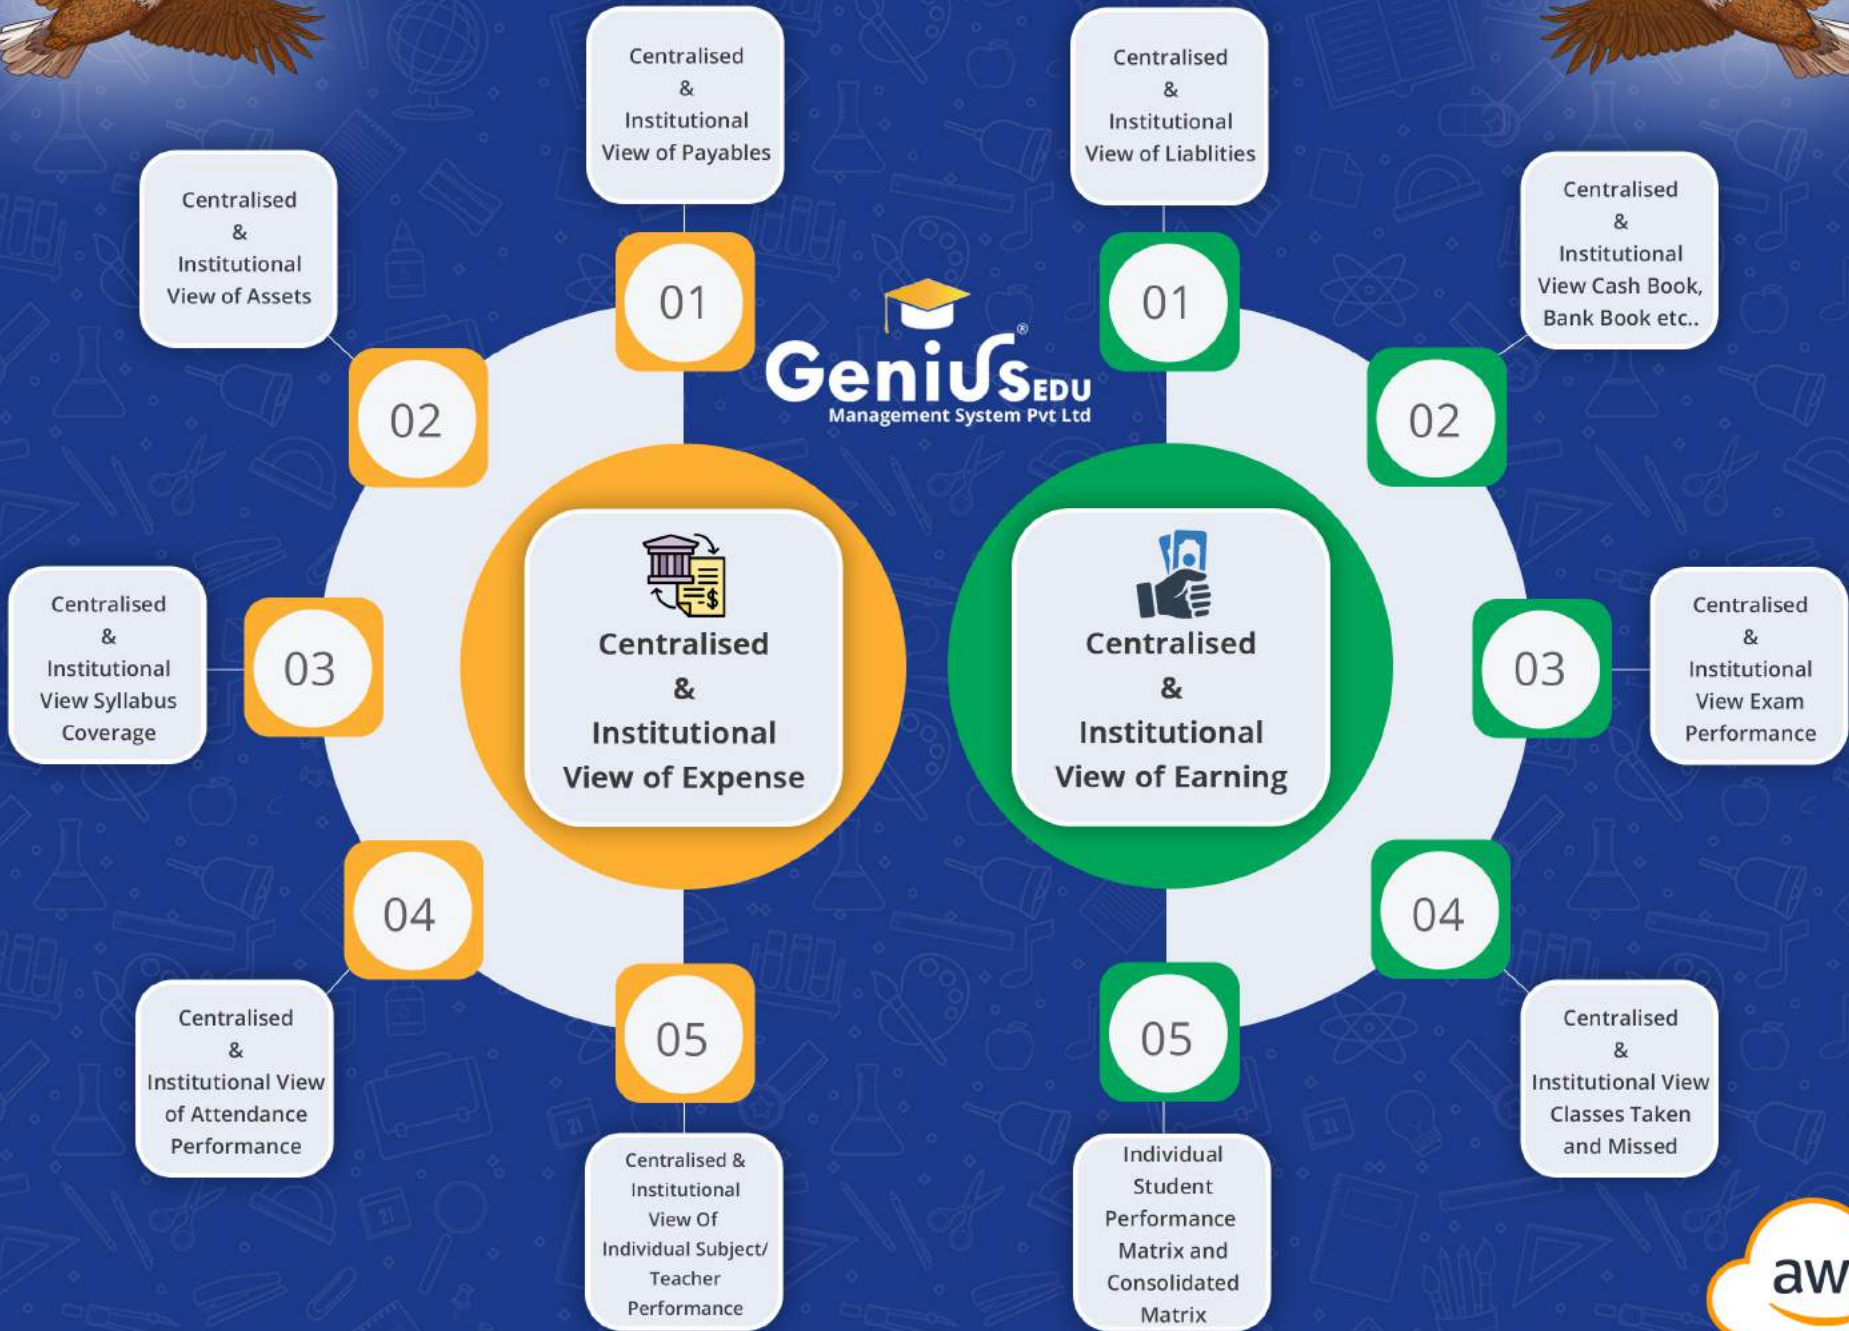 Centralised
&
Institutional
View of Payables
01
Centralised
&
Institutional
View of Assets
02
Centralised
&
Institutional
View Syllabus
Coverage
03
Centralised
&
Institutional View
of Attendance
Performance
04
Centralised &
Institutional
View Of
Individual Subject/
Teacher
Performance
05
Centralised
&
Institutional
View of Expense
Genius EDU
®
Management System Pvt Ltd
Centralised
&
Institutional
View of Earning
Centralised
&
Institutional
View of Liablities
01
Centralised
&
Institutional
View Cash Book,
Bank Book etc..
02
Centralised
&
Institutional
View Exam
Performance
03
Centralised
&
Institutional View
Classes Taken
and Missed
04
Individual
Student
Performance
Matrix and
Consolidated
Matrix
05
aw